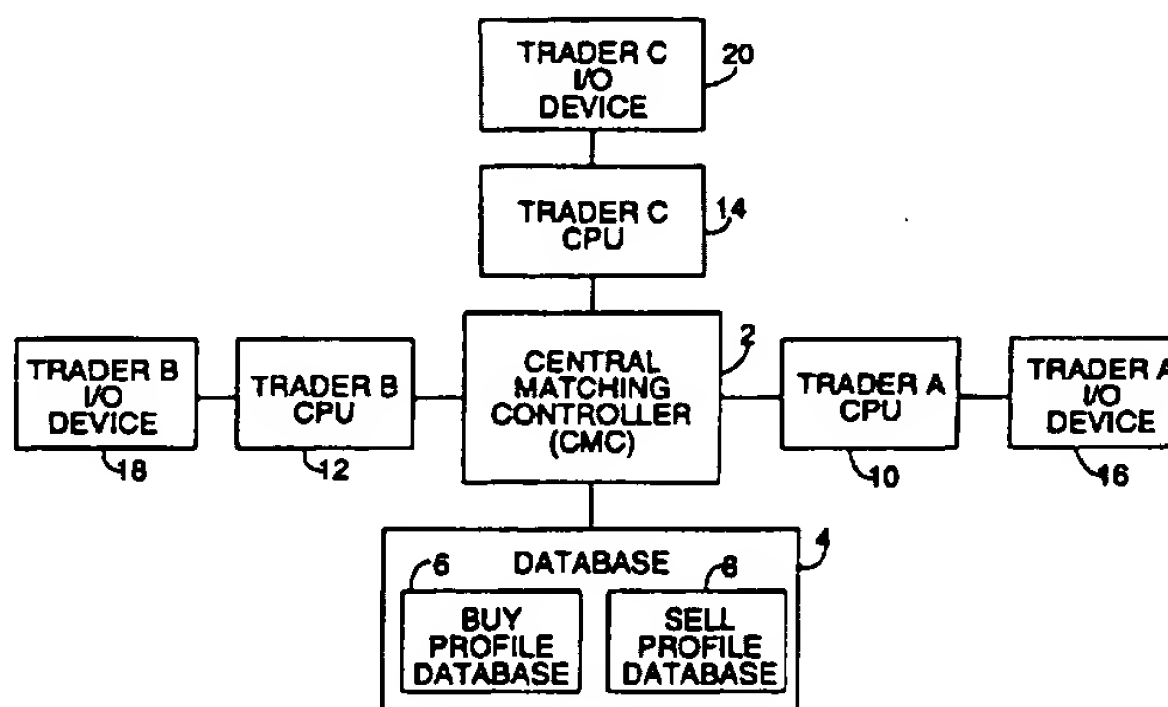 TRADER C
I/O
DEVICE
20
TRADER C
CPU
14
TRADER B
I/O
DEVICE
18
TRADER B
CPU
12
CENTRAL
MATCHING
CONTROLLER
(CMC)
2
TRADER A
CPU
10
TRADER A
I/O
DEVICE
16
DATABASE
4
6
BUY
PROFILE
DATABASE
8
SELL
PROFILE
DATABASE